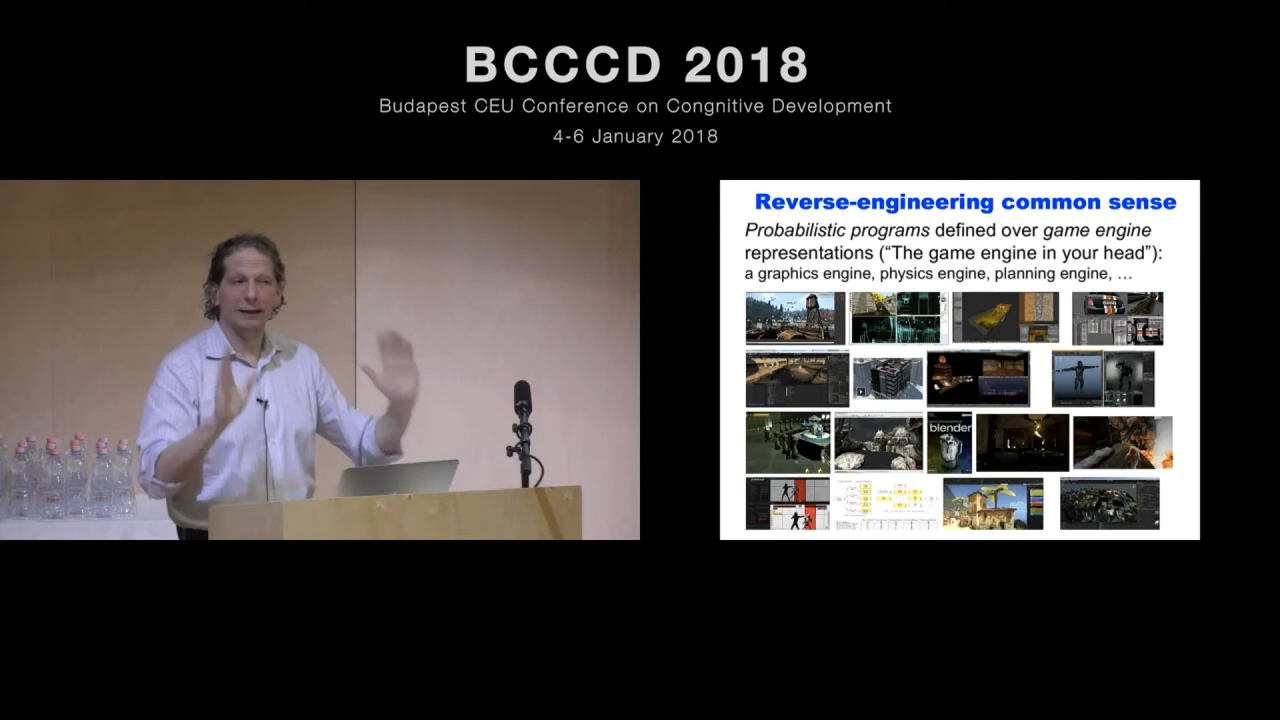 BCCCD 2018
Budapest CEU Conference on Congnitive Development
4-6 January 2018
Reverse-engineering common sense
Probabilistic programs defined over game engine
representations (“The game engine in your head”):
a graphics engine, physics engine, planning engine, …
blender